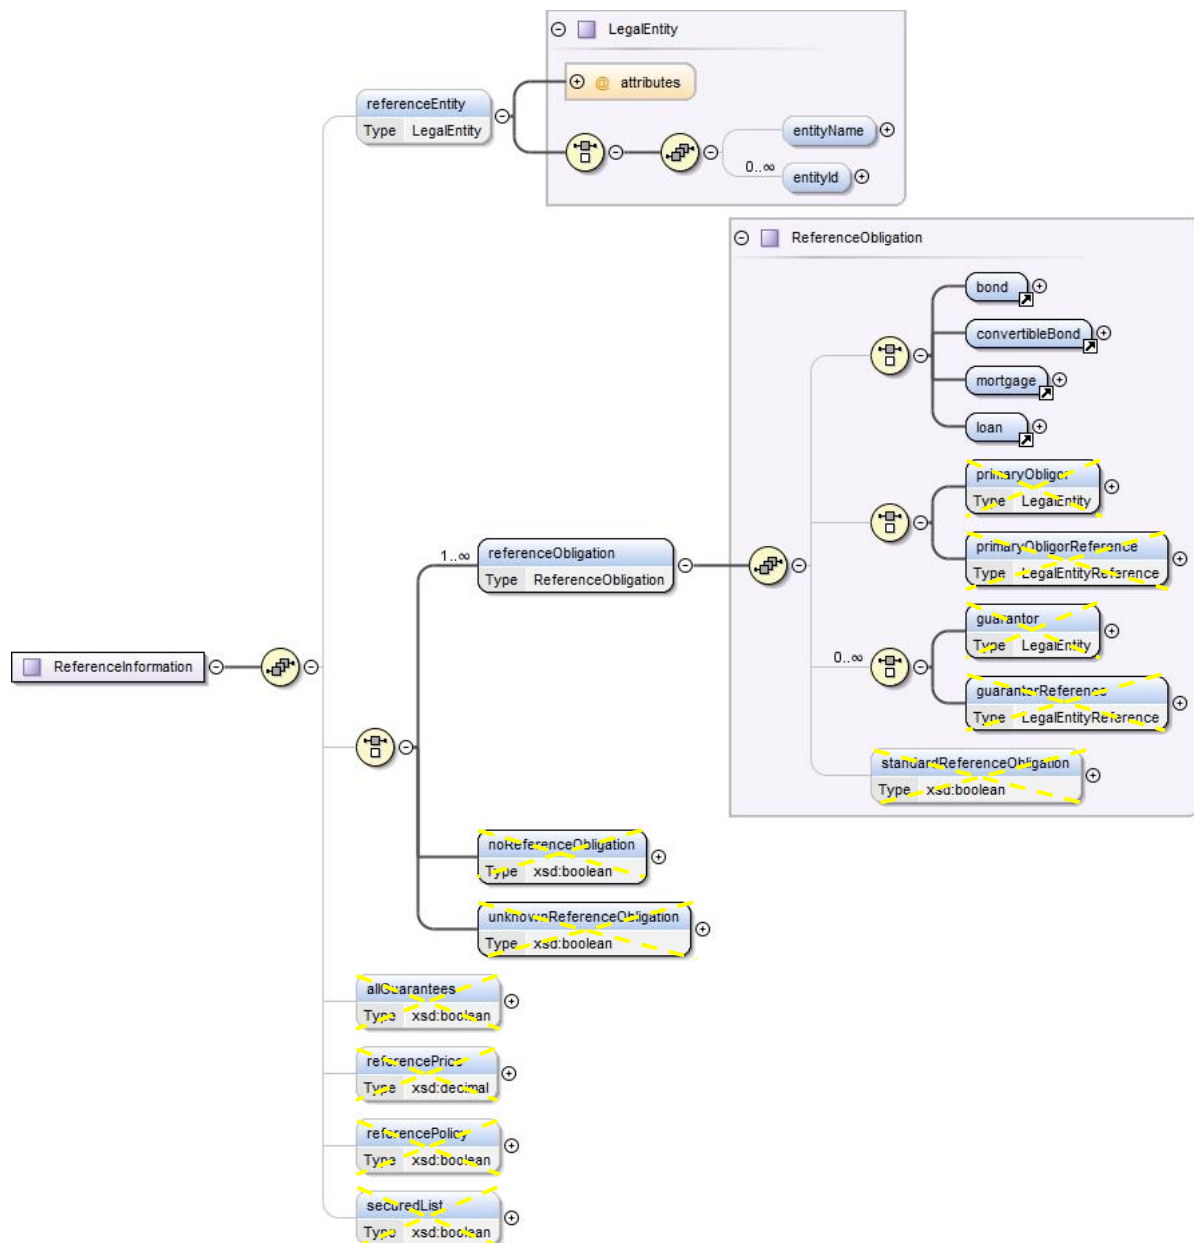 LegalEntity
@ attributes
referenceEntity
Type LegalEntity
entityName
0..∞
entityId
ReferenceObligation
bond
convertibleBond
mortgage
loan
primaryObligor
Type LegalEntity
primaryObligorReference
Type LegalEntityReference
1..∞
referenceObligation
Type ReferenceObligation
guarantor
Type LegalEntity
0..∞
guarantorReference
Type LegalEntityReference
ReferenceInformation
standardReferenceObligation
Type xsd:boolean
noReferenceObligation
Type xsd:boolean
unknownReferenceObligation
Type xsd:boolean
allGuarantees
Type xsd:boolean
referencePrice
Type xsd:decimal
referencePolicy
Type xsd:boolean
securedList
Type xsd:boolean